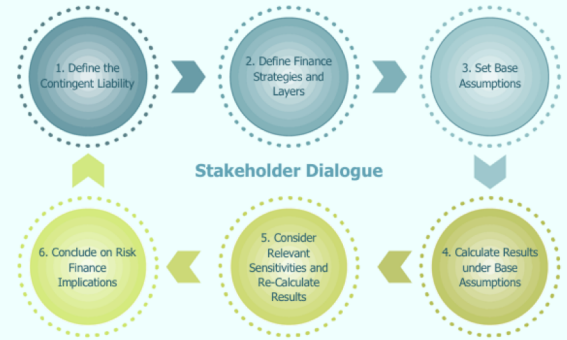 1. Define the
Contingent Liability
2. Define Finance
Strategies and
Layers
3. Set Base
Assumptions
Stakeholder Dialogue
6. Conclude on Risk
Finance
Implications
5. Consider
Relevant
Sensitivities and
Re-Calculate
Results
4. Calculate Results
under Base
Assumptions